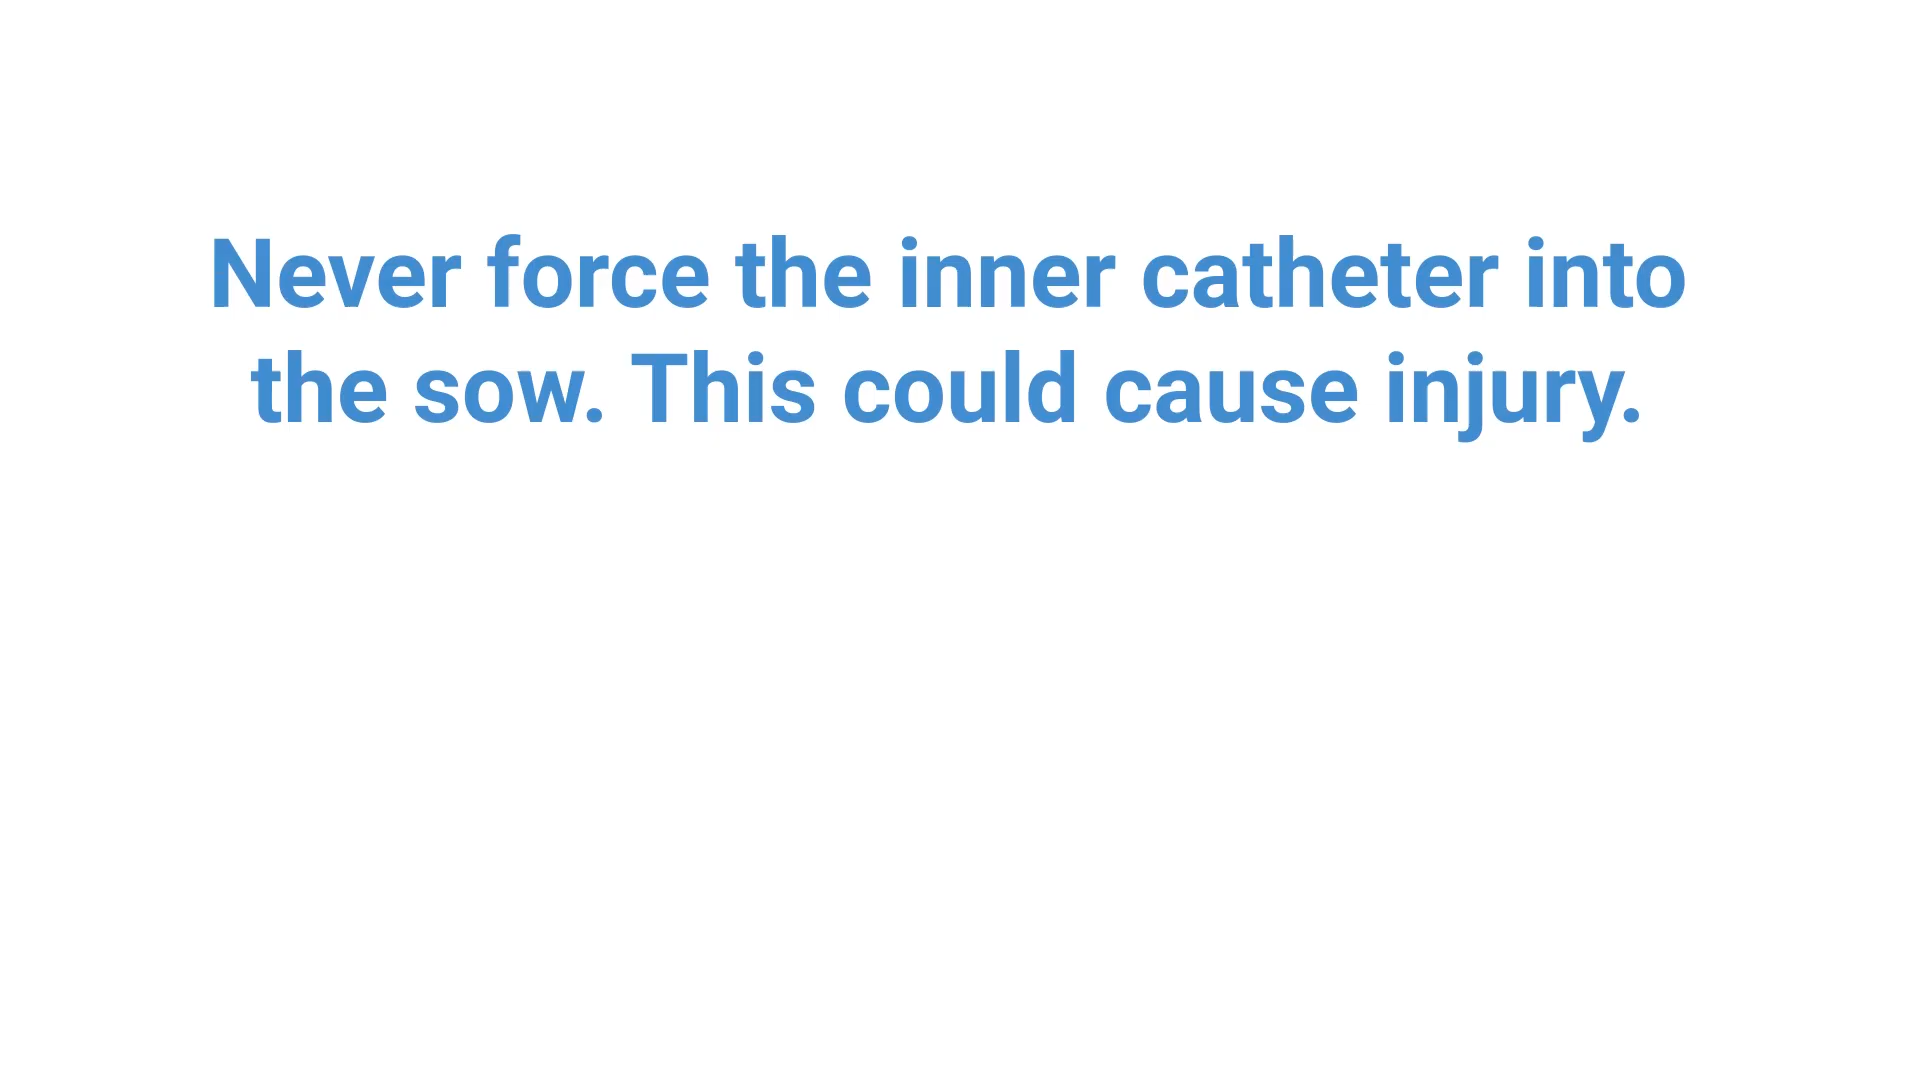 Never force the inner catheter into
the sow. This could cause injury.